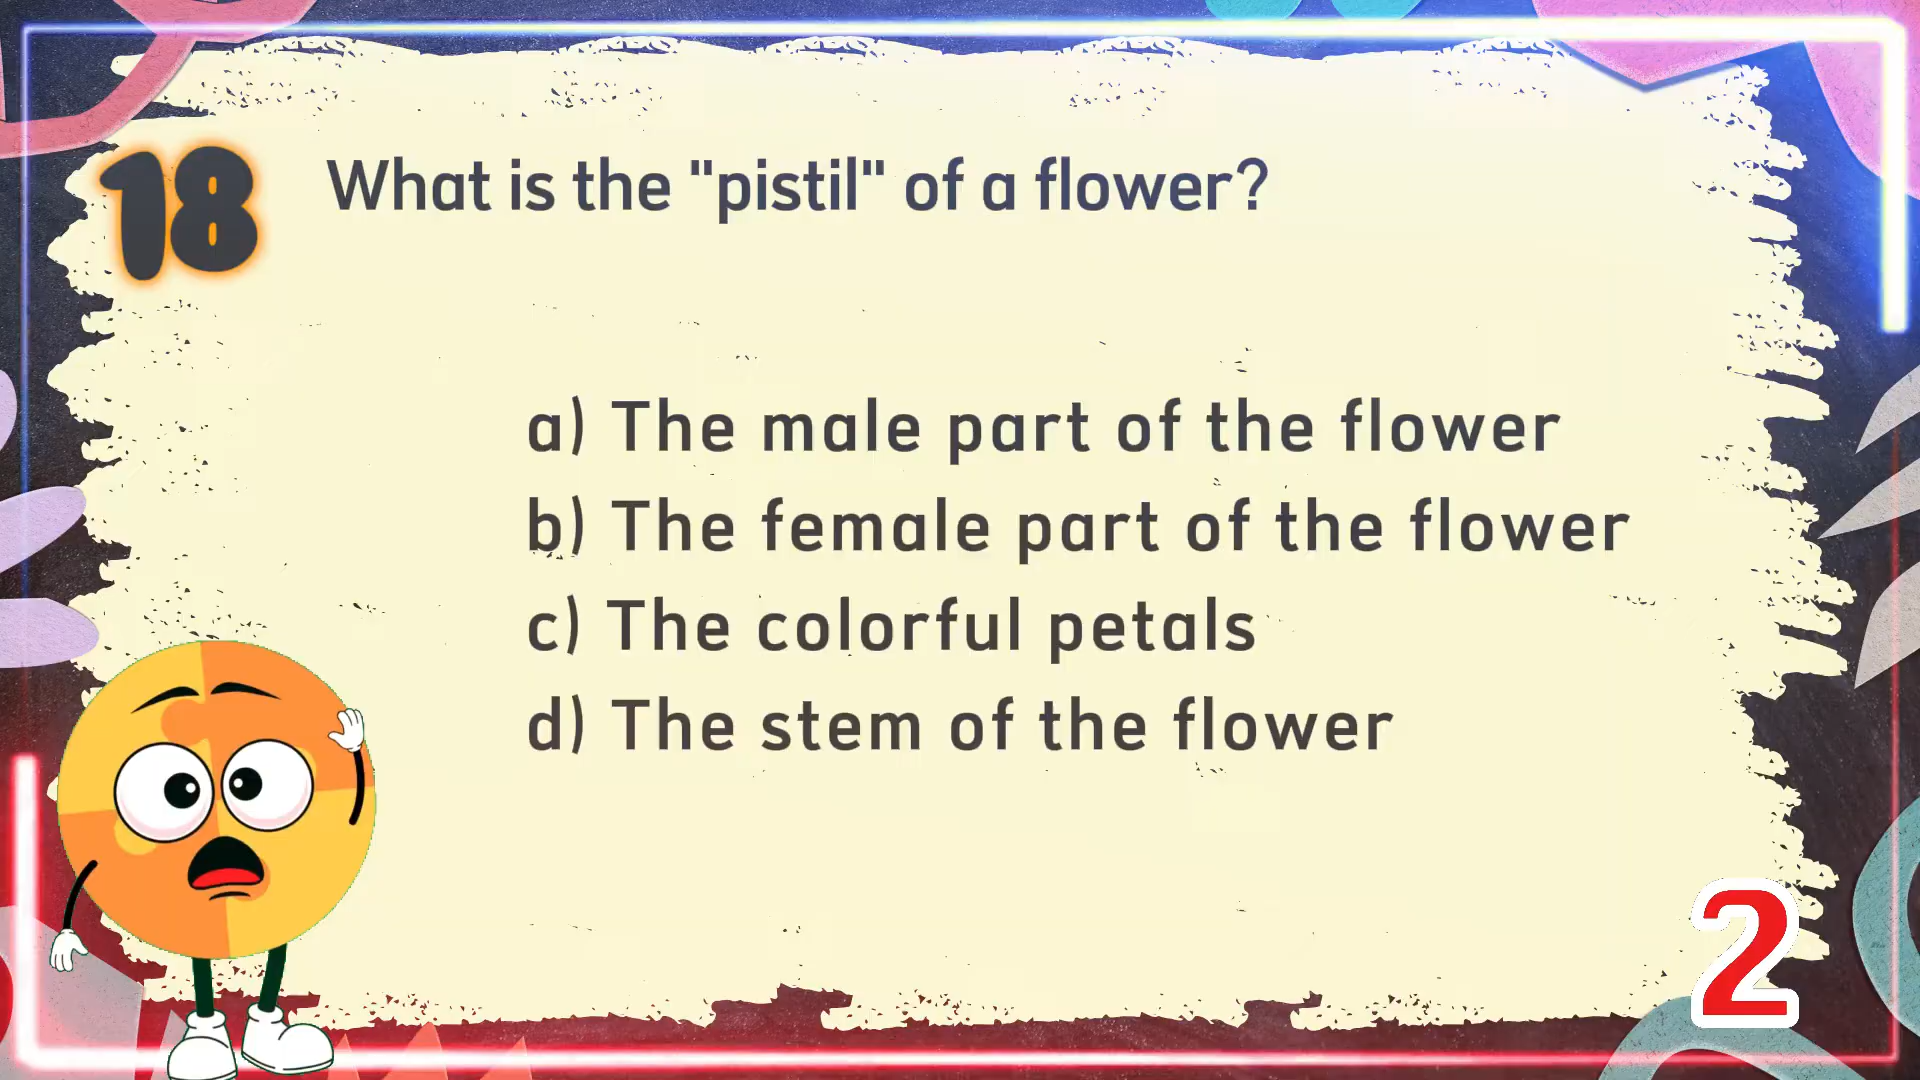 18 What is the "pistil" of a flower?
a) The male part of the flower
b) The female part of the flower
c) The colorful petals
d) The stem of the flower
2